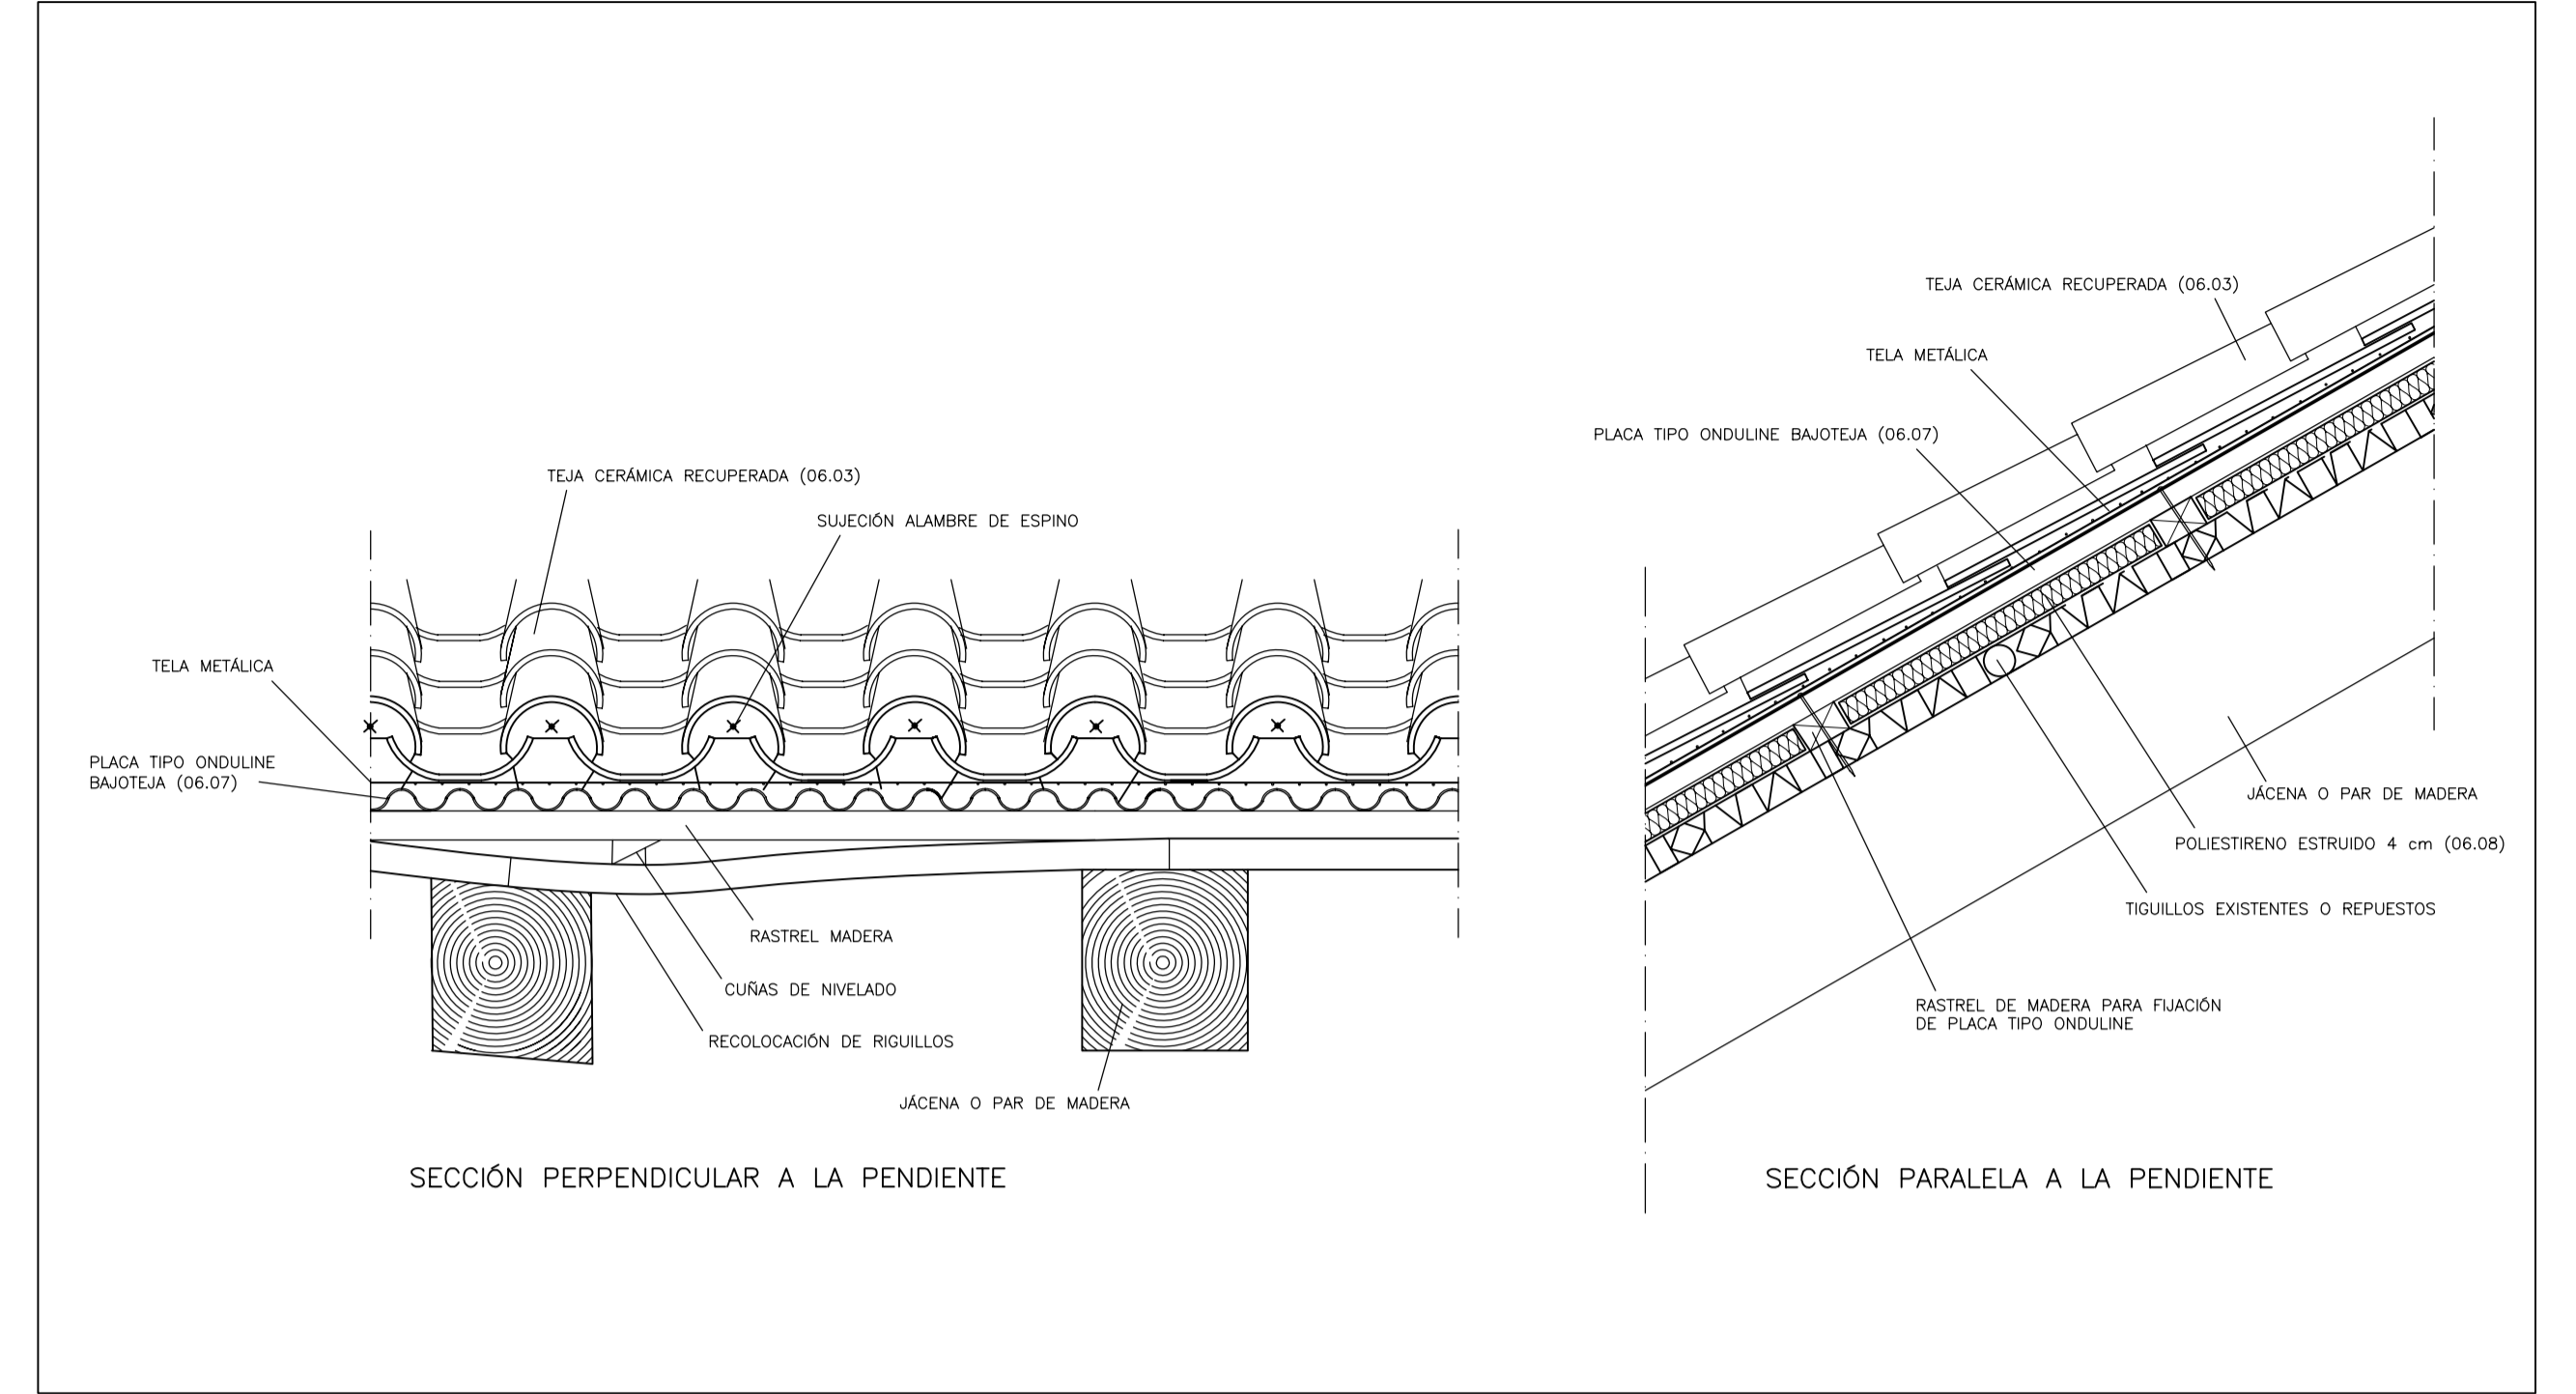 TEJA CERÁMICA RECUPERADA (06.03)
SUJECIÓN ALAMBRE DE ESPINO
TELA METÁLICA
PLACA TIPO ONDULINE
BAJOTEJA (06.07)
RASTREL MADERA
CUÑAS DE NIVELADO
RECOLOCACIÓN DE RIGUILLOS
JÁCENA O PAR DE MADERA
SECCIÓN PERPENDICULAR A LA PENDIENTE
TEJA CERÁMICA RECUPERADA (06.03)
TELA METÁLICA
PLACA TIPO ONDULINE BAJOTEJA (06.07)
JÁCENA O PAR DE MADERA
POLIESTIRENO ESTRUIDO 4 cm (06.08)
TIGUILLOS EXISTENTES O REPUESTOS
RASTREL DE MADERA PARA FIJACIÓN
DE PLACA TIPO ONDULINE
SECCIÓN PARALELA A LA PENDIENTE